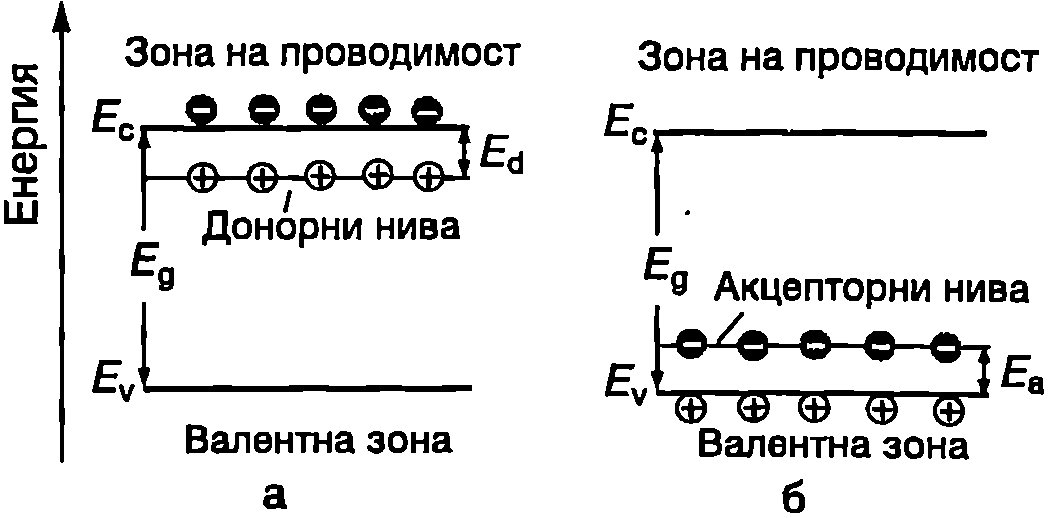 Енергия
Зона на проводимост
E_c
E_d
Донорни нива
E_g
E_v
Валентна зона
а
Зона на проводимост
E_c
E_g
Акцепторни нива
E_v
E_a
Валентна зона
б